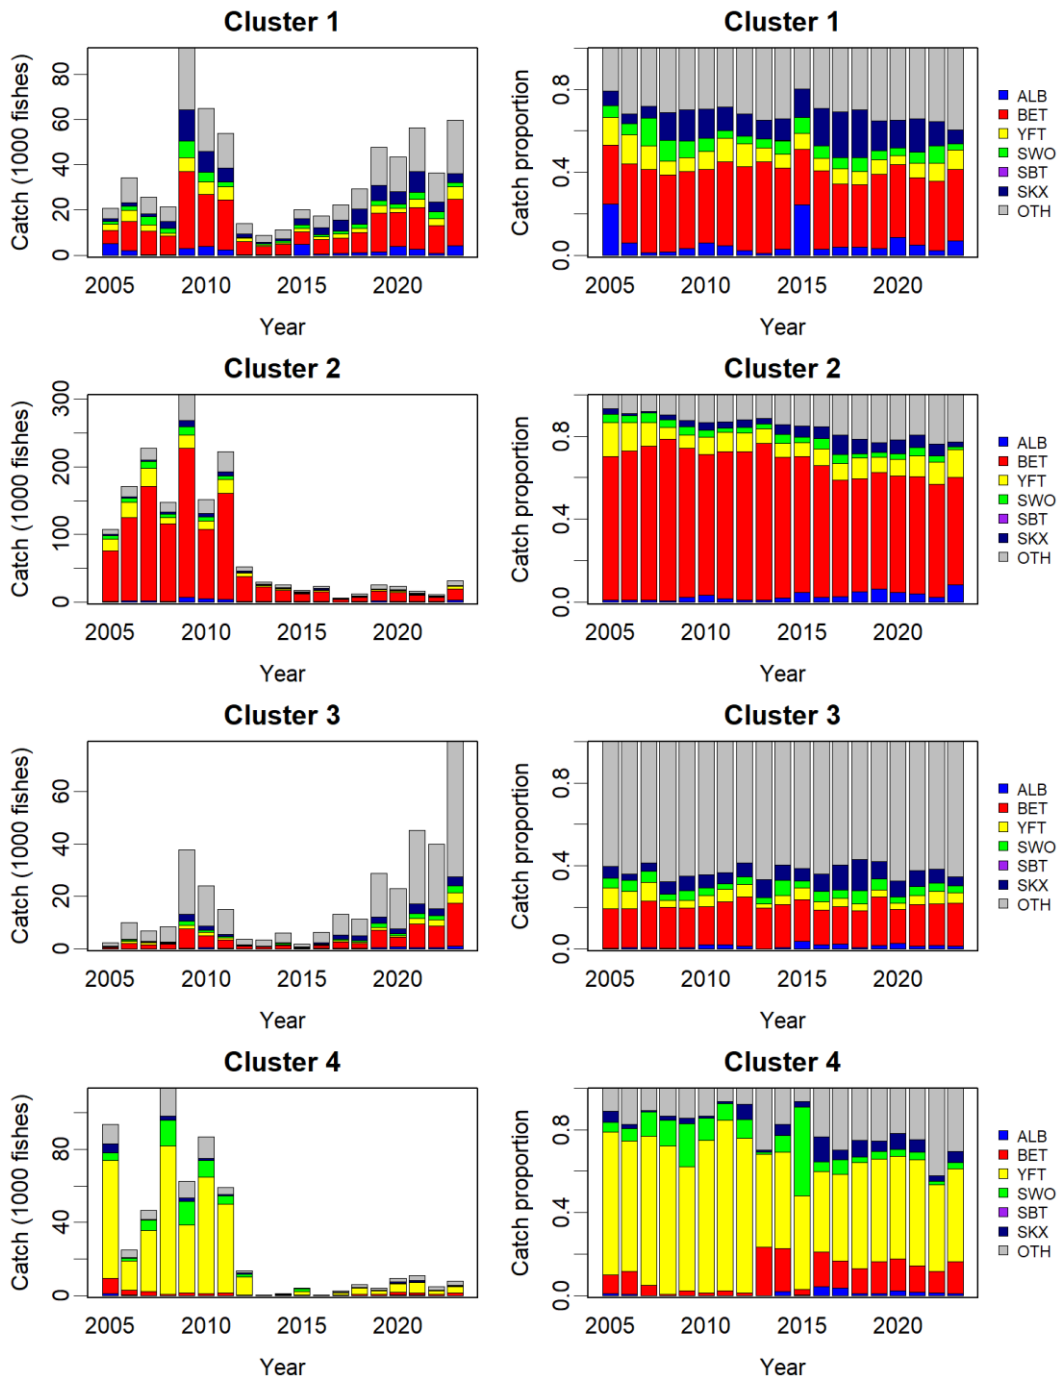 Cluster 1
Catch (1000 fishes)
0 20 40 60 80
2005 2010 2015 2020
Year
Cluster 1
Catch proportion
0.0 0.4 0.8
2005 2010 2015 2020
Year
ALB
BET
YFT
SWO
SBT
SKX
OTH
Cluster 2
Catch (1000 fishes)
0 100 200 300
2005 2010 2015 2020
Year
Cluster 2
Catch proportion
0.0 0.4 0.8
2005 2010 2015 2020
Year
ALB
BET
YFT
SWO
SBT
SKX
OTH
Cluster 3
Catch (1000 fishes)
0 20 40 60
2005 2010 2015 2020
Year
Cluster 3
Catch proportion
0.0 0.4 0.8
2005 2010 2015 2020
Year
ALB
BET
YFT
SWO
SBT
SKX
OTH
Cluster 4
Catch (1000 fishes)
0 40 80
2005 2010 2015 2020
Year
Cluster 4
Catch proportion
0.0 0.4 0.8
2005 2010 2015 2020
Year
ALB
BET
YFT
SWO
SBT
SKX
OTH